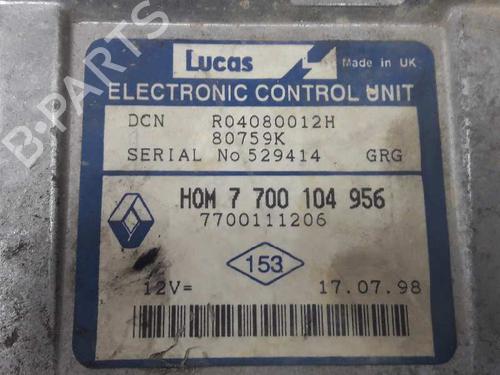 B-PARTS
Lucas Made in UK
ELECTRONIC CONTROL UNIT
DCN R04080012H
80759K
SERIAL No 529414 GRG
HOM 7 700 104 956
7700111206
153
12V= 17.07.98